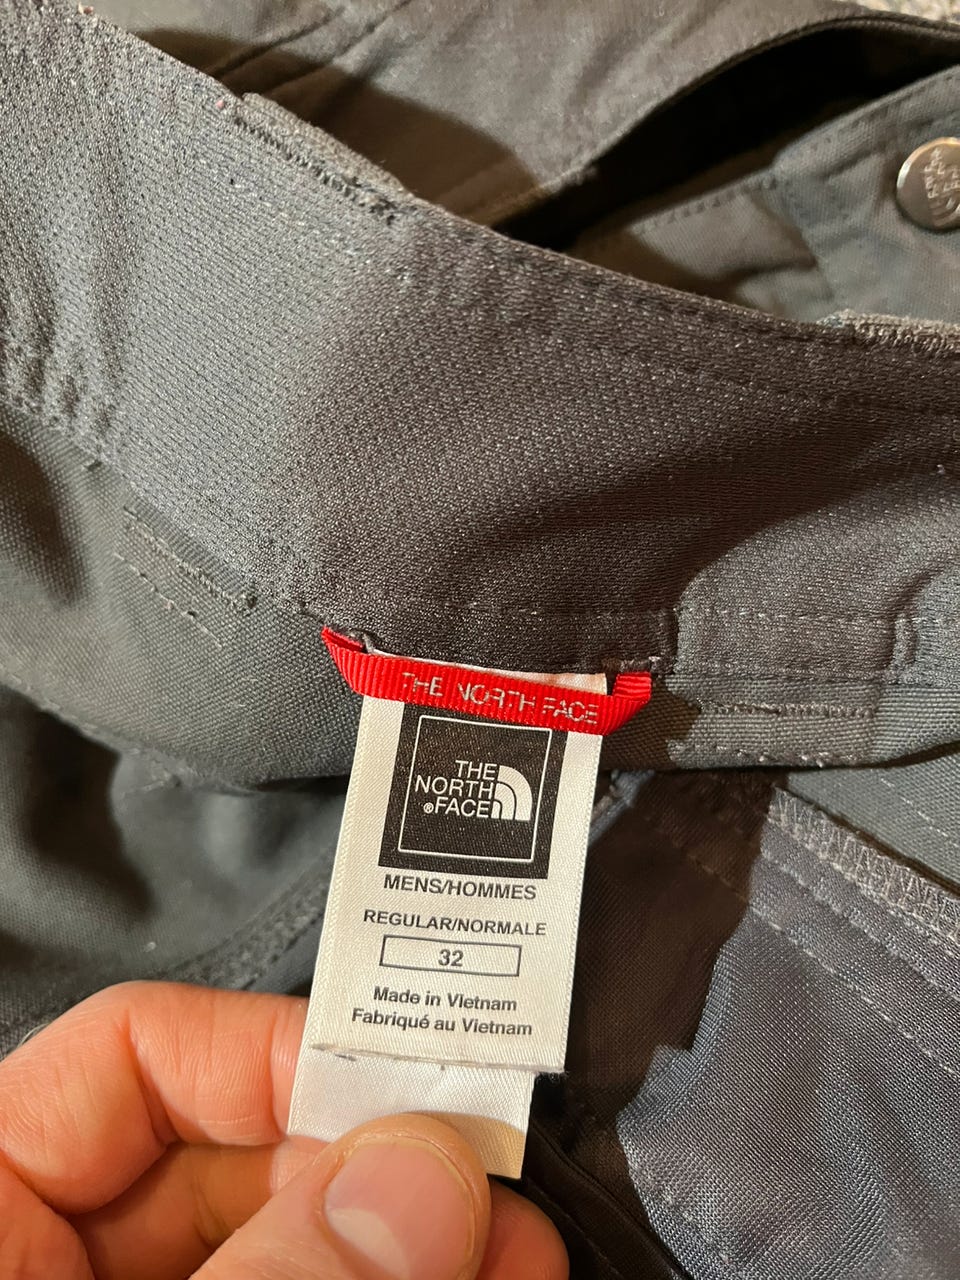 THE NORTH FACE
THE
NORTH
®FACE
MENS/HOMMES
REGULAR/NORMALE
32
Made in Vietnam
Fabriqué au Vietnam